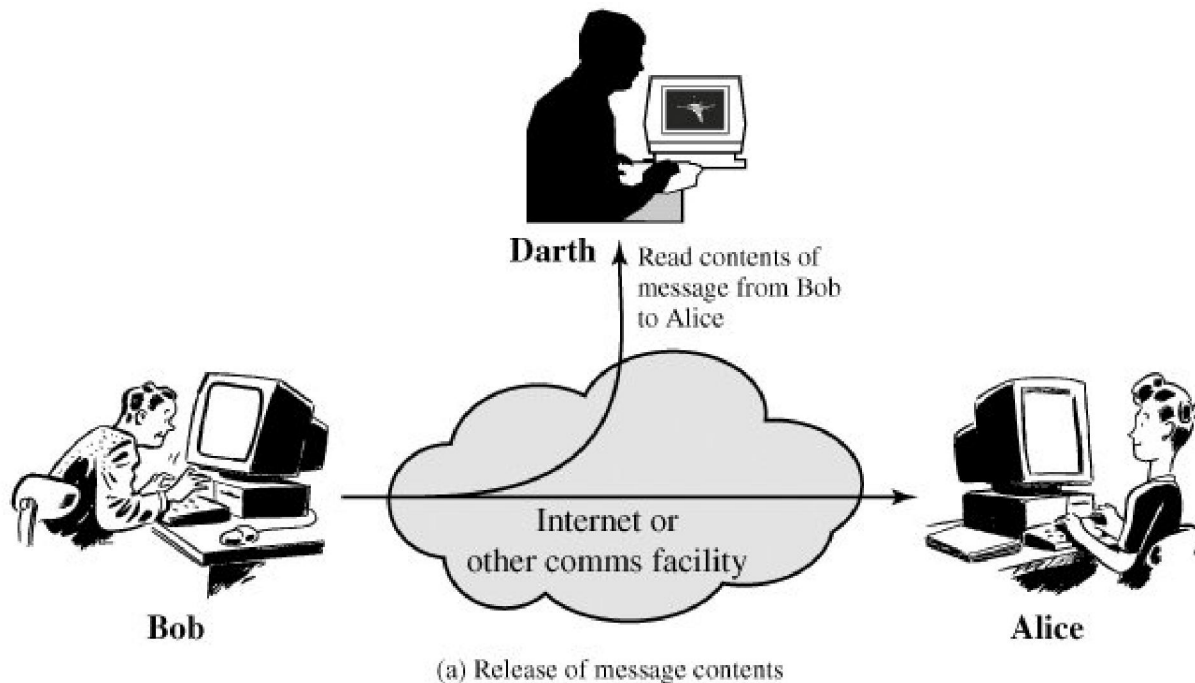 Darth
Read contents of
message from Bob
to Alice
Internet or
other comms facility
Bob
Alice
(a) Release of message contents